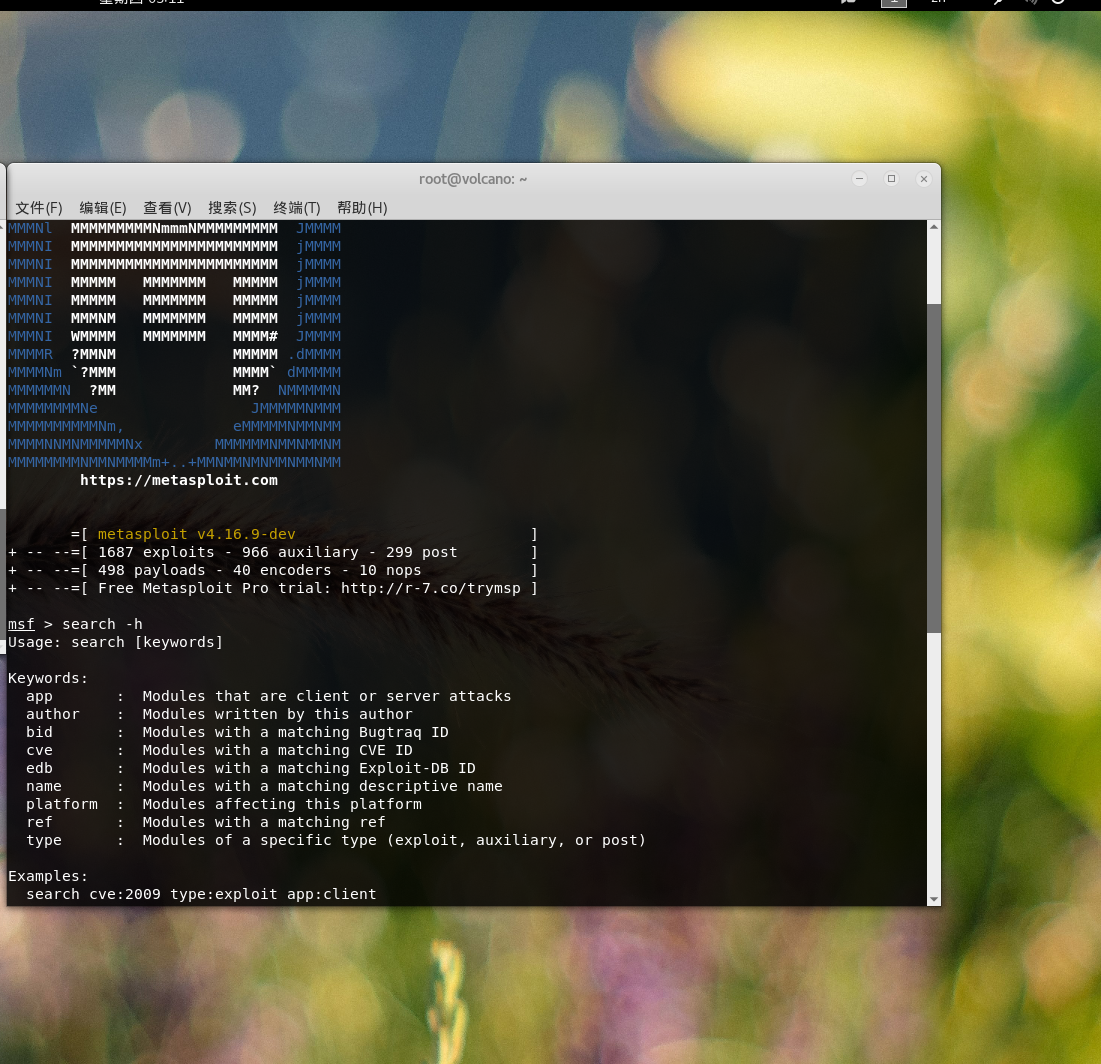 root@volcano: ~
文件(F) 编辑(E) 查看(V) 搜索(S) 终端(T) 帮助(H)
MMMNl  MMMMMMMMMNmmmNMMMMMMMMM  JMMMM
MMMNI  MMMMMMMMMMMMMMMMMMMMMMM  jMMMM
MMMNI  MMMMMMMMMMMMMMMMMMMMMMM  jMMMM
MMMNI  MMMMM   MMMMMMM   MMMMM  jMMMM
MMMNI  MMMMM   MMMMMMM   MMMMM  jMMMM
MMMNI  MMMNM   MMMMMMM   MMMMM  jMMMM
MMMNI  WMMMM   MMMMMMM   MMMM#  JMMMM
MMMMR  ?MMNM             MMMMM .dMMMM
MMMMNm `?MMM             MMMM` dMMMMM
MMMMMMN  ?MM             MM?  NMMMMMN
MMMMMMMMNe                 JMMMMMNMMM
MMMMMMMMMMNm,            eMMMMMNMMNMM
MMMMNNMNMMMMMNx        MMMMMMNMMNMMNM
MMMMMMMMNMMNMMMMm+..+MMNMMNMNMMNMMNMM
https://metasploit.com
=[ metasploit v4.16.9-dev ]
+ -- --=[ 1687 exploits - 966 auxiliary - 299 post ]
+ -- --=[ 498 payloads - 40 encoders - 10 nops ]
+ -- --=[ Free Metasploit Pro trial: http://r-7.co/trymsp ]
msf > search -h
Usage: search [keywords]
Keywords:
app : Modules that are client or server attacks
author : Modules written by this author
bid : Modules with a matching Bugtraq ID
cve : Modules with a matching CVE ID
edb : Modules with a matching Exploit-DB ID
name : Modules with a matching descriptive name
platform : Modules affecting this platform
ref : Modules with a matching ref
type : Modules of a specific type (exploit, auxiliary, or post)
Examples:
search cve:2009 type:exploit app:client